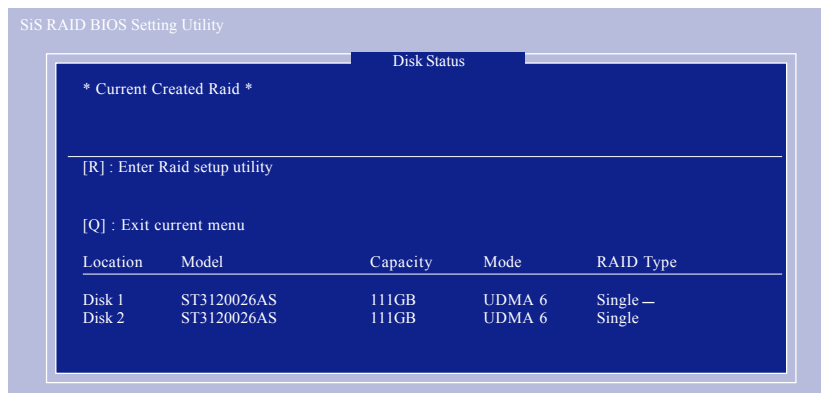 SiS RAID BIOS Setting Utility
Disk Status
* Current Created Raid *
[R] : Enter Raid setup utility
[Q] : Exit current menu
Location Model Capacity Mode RAID Type
Disk 1 ST3120026AS 111GB UDMA 6 Single
Disk 2 ST3120026AS 111GB UDMA 6 Single